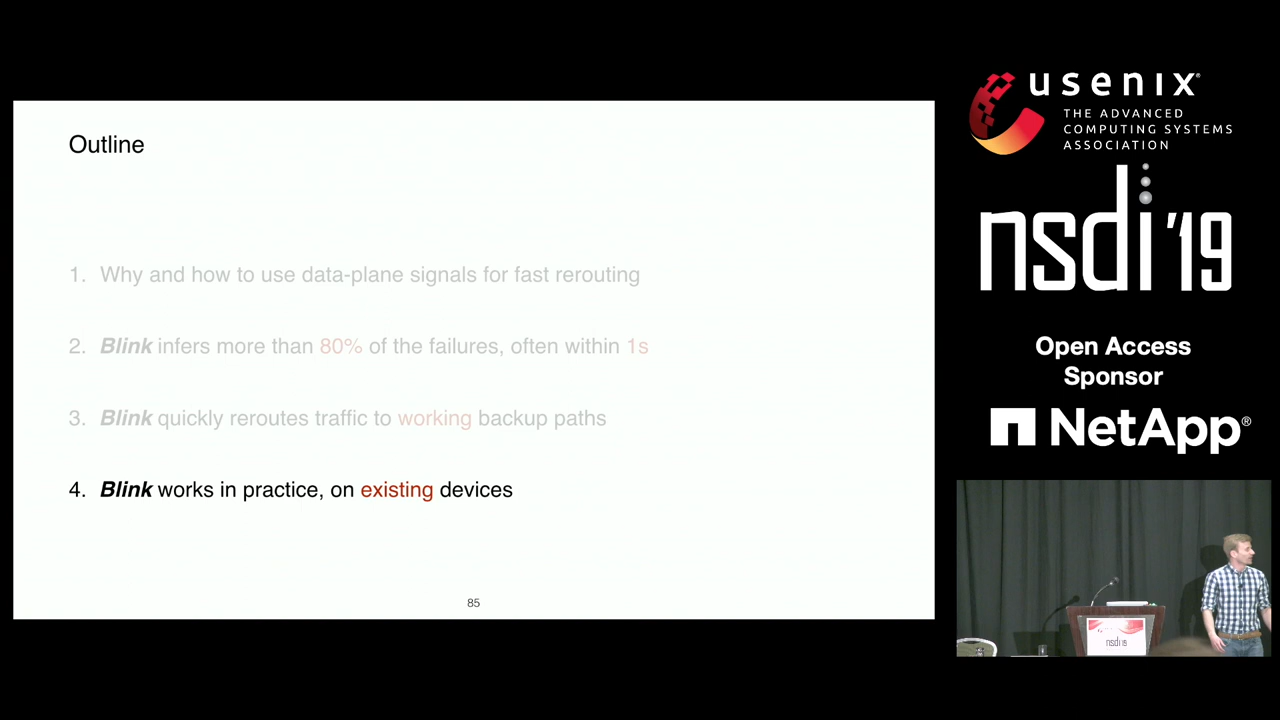 Outline
1. Why and how to use data-plane signals for fast rerouting
2. Blink infers more than 80% of the failures, often within 1s
3. Blink quickly reroutes traffic to working backup paths
4. Blink works in practice, on existing devices
85
usenix®
THE ADVANCED
COMPUTING SYSTEMS
ASSOCIATION
nsdi '19
Open Access
Sponsor
NetApp®
nsdi 19